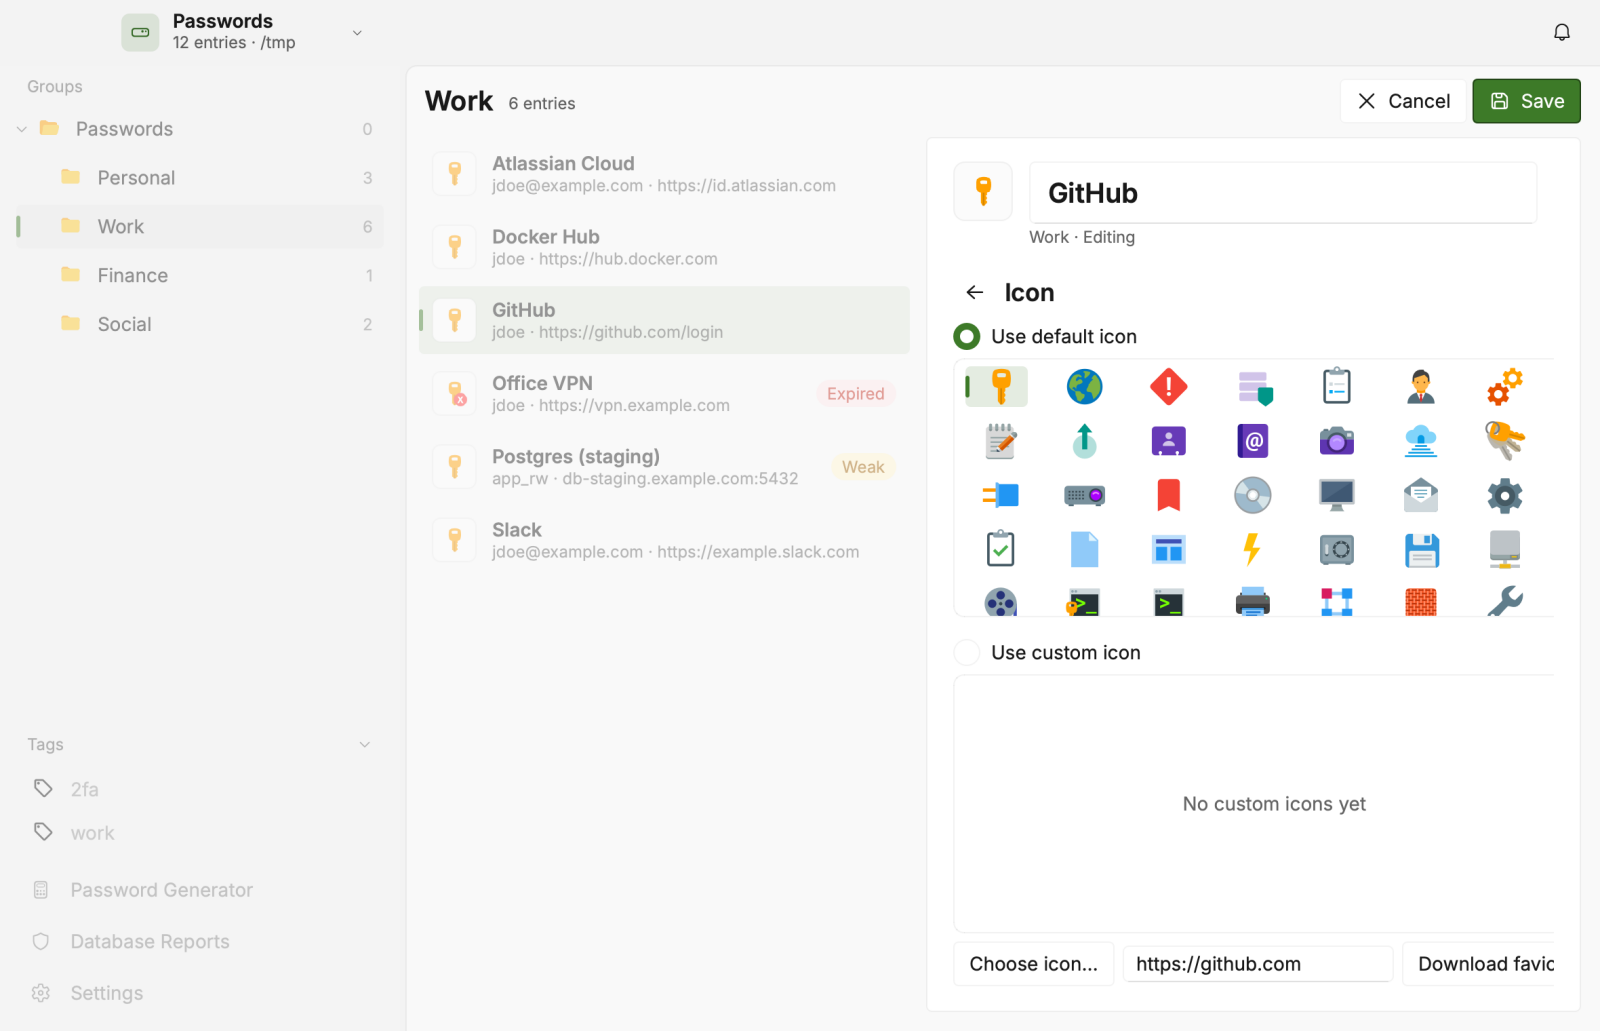 Passwords
12 entries · /tmp
Groups
Passwords 0
Personal 3
Work 6
Finance 1
Social 2
Tags
2fa
work
Password Generator
Database Reports
Settings
Work 6 entries
Cancel
Save
Atlassian Cloud
jdoe@example.com · https://id.atlassian.com
Docker Hub
jdoe · https://hub.docker.com
GitHub
jdoe · https://github.com/login
Office VPN
jdoe · https://vpn.example.com
Expired
Postgres (staging)
app_rw · db-staging.example.com:5432
Weak
Slack
jdoe@example.com · https://example.slack.com
GitHub
Work · Editing
Icon
Use default icon
Use custom icon
No custom icons yet
Choose icon...
https://github.com
Download favic